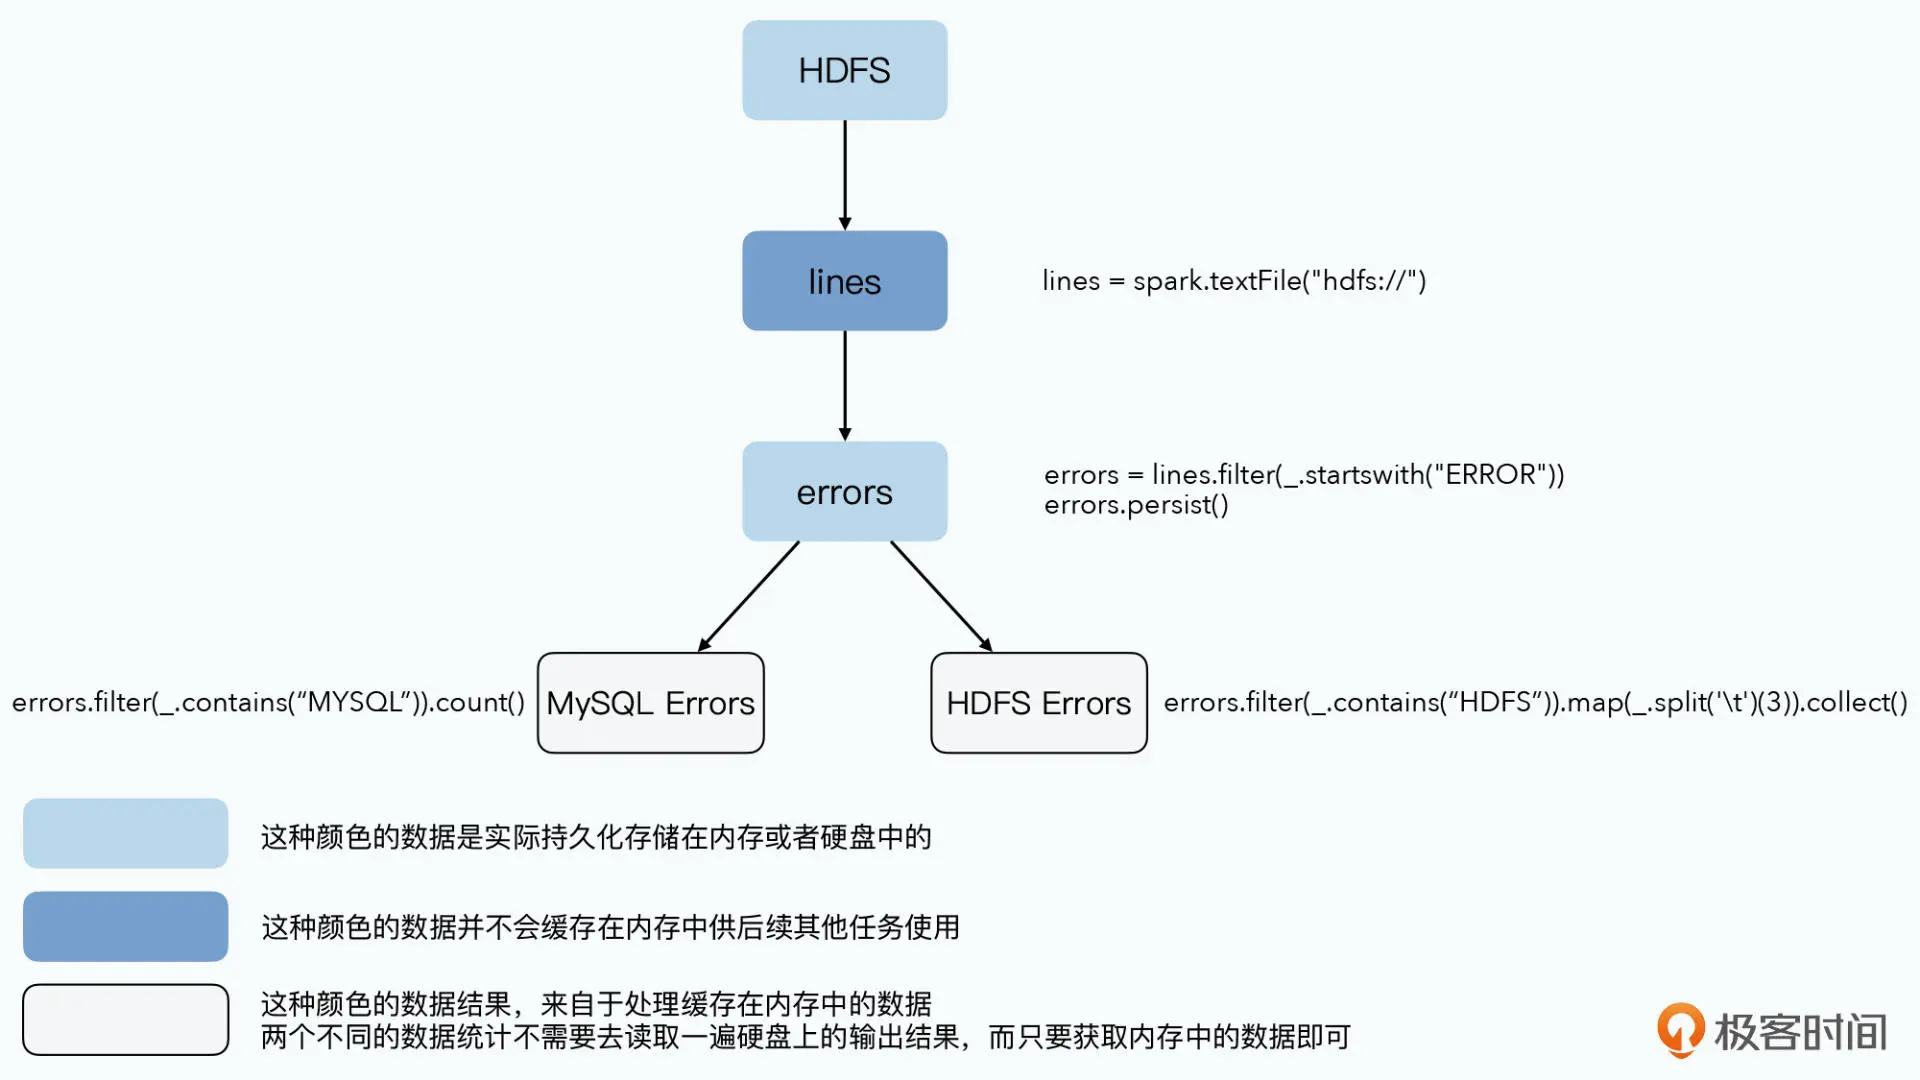 HDFS
lines
lines = spark.textFile("hdfs://")
errors
errors = lines.filter(_.startswith("ERROR"))
errors.persist()
errors.filter(_.contains(“MYSQL”)).count()
MySQL Errors
HDFS Errors
errors.filter(_.contains(“HDFS”)).map(_.split('\t')(3)).collect()
这种颜色的数据是实际持久化存储在内存或者硬盘中的
这种颜色的数据并不会缓存在内存中供后续其他任务使用
这种颜色的数据结果，来自于处理缓存在内存中的数据
两个不同的数据统计不需要去读取一遍硬盘上的输出结果，而只要获取内存中的数据即可
极客时间